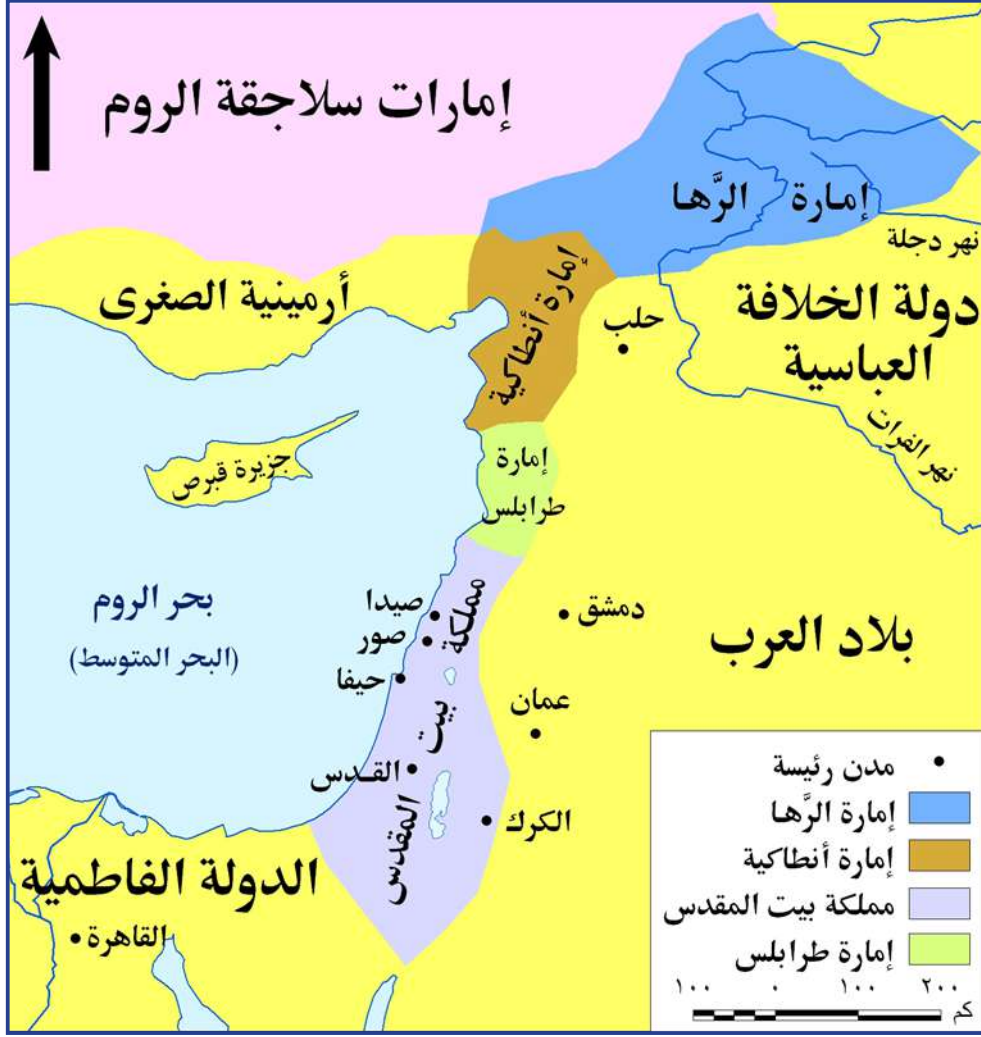 إمارات سلاجقة الروم
إمارة الرَّها
نهر دجلة
أرمينية الصغرى
إمارة أنطاكية
حلب
دولة الخلافة
العباسية
نهر الفرات
جزيرة قبرص
إمارة
طرابلس
بحر الروم
(البحر المتوسط)
صيدا
صور
حيفا
مملكة بيت المقدس
دمشق
بلاد العرب
عمان
القدس
الكرك
الدولة الفاطمية
القاهرة
مدن رئيسة
إمارة الرَّها
إمارة أنطاكية
مملكة بيت المقدس
إمارة طرابلس
١٠٠ ٠ ١٠٠ ٢٠٠
كم